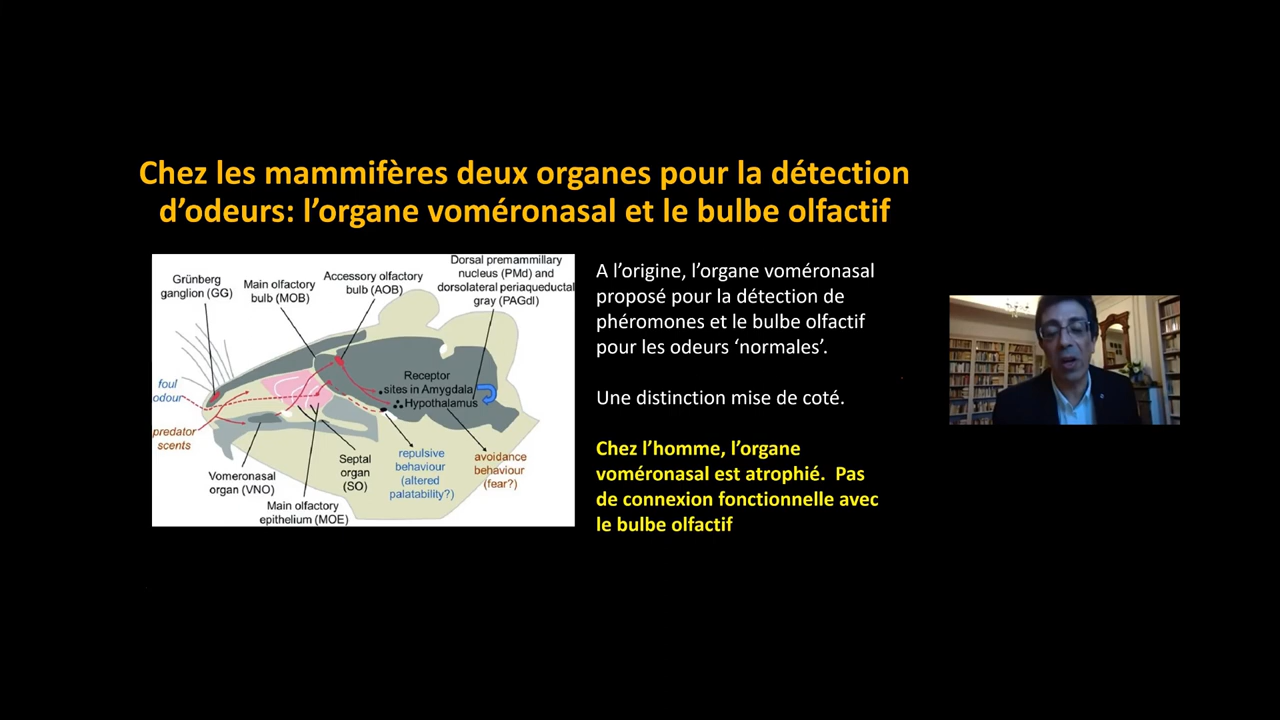 Chez les mammifères deux organes pour la détection
d’odeurs: l’organe voméronasal et le bulbe olfactif
Grünberg
ganglion (GG)
Main olfactory
bulb (MOB)
Accessory olfactory
bulb (AOB)
Dorsal premammillary
nucleus (PMd) and
dorsolateral periaqueductal
gray (PAGdl)
foul
odour
predator
scents
Receptor
sites in Amygdala
Hypothalamus
Vomeronasal
organ (VNO)
Main olfactory
epithelium (MOE)
Septal
organ
(SO)
repulsive
behaviour
(altered
palatability?)
avoidance
behaviour
(fear?)
A l’origine, l’organe voméronasal
proposé pour la détection de
phéromones et le bulbe olfactif
pour les odeurs ‘normales’.
Une distinction mise de coté.
Chez l’homme, l’organe
voméronasal est atrophié. Pas
de connexion fonctionnelle avec
le bulbe olfactif